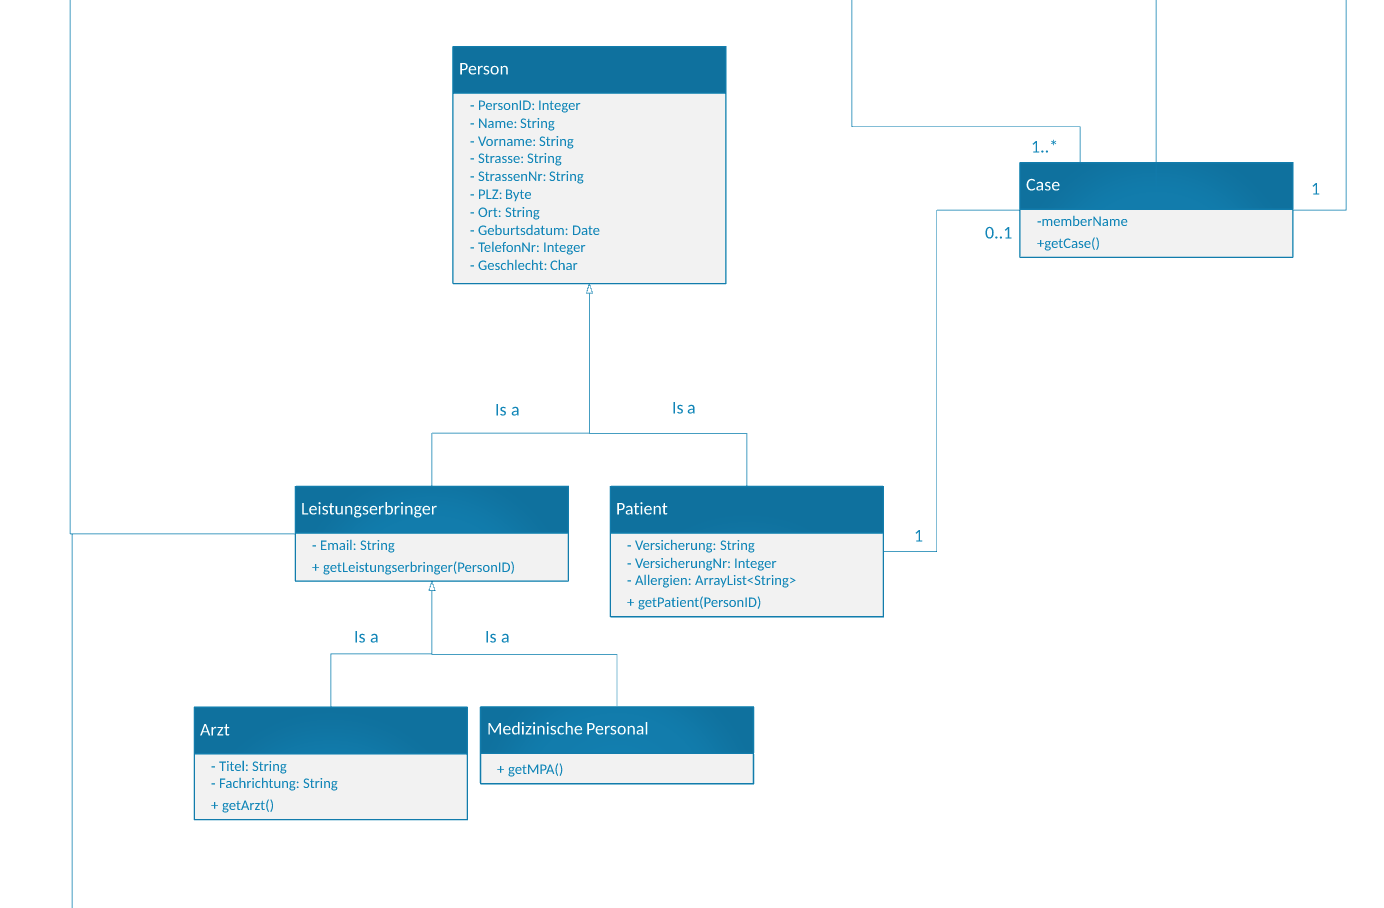 Person
- PersonID: Integer
- Name: String
- Vorname: String
- Strasse: String
- StrassenNr: String
- PLZ: Byte
- Ort: String
- Geburtsdatum: Date
- TelefonNr: Integer
- Geschlecht: Char
1..*
Case
1
-memberName
0..1
+getCase()
Is a
Is a
Leistungserbringer
- Email: String
+ getLeistungserbringer(PersonID)
Patient
1
- Versicherung: String
- VersicherungNr: Integer
- Allergien: ArrayList<String>
+ getPatient(PersonID)
Is a
Is a
Arzt
- Titel: String
- Fachrichtung: String
+ getArzt()
Medizinische Personal
+ getMPA()